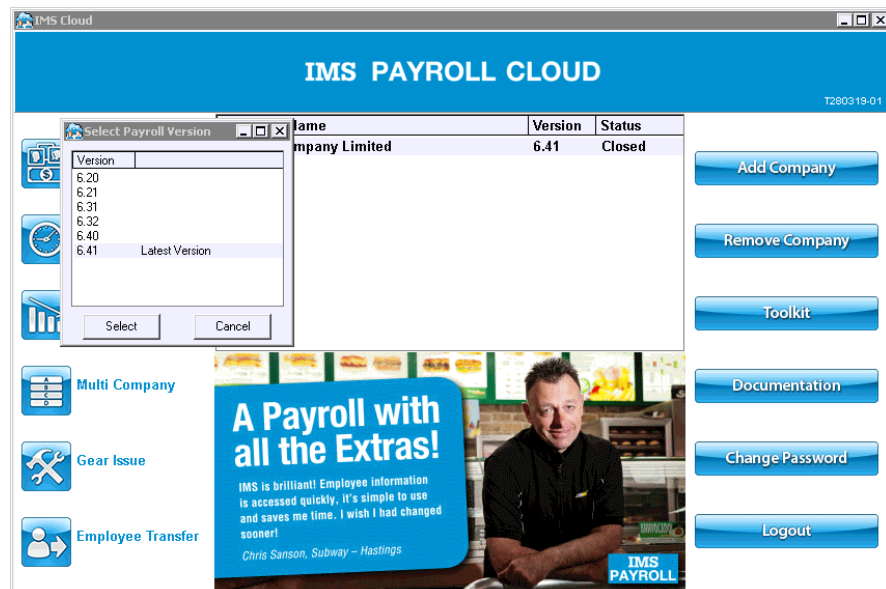 IMS Cloud
IMS PAYROLL CLOUD
T280319-01
Select Payroll Version
Version
6.20
6.21
6.31
6.32
6.40
6.41 Latest Version
Select Cancel
Version Status
Limited 6.41 Closed
Multi Company
Gear Issue
Employee Transfer
Add Company
Remove Company
Toolkit
Documentation
Change Password
Logout
A Payroll with
all the Extras!
IMS is brilliant! Employee information
is accessed quickly, it's simple to use
and saves me time. I wish I had changed
sooner!
Chris Sanson, Subway – Hastings
IMS
PAYROLL